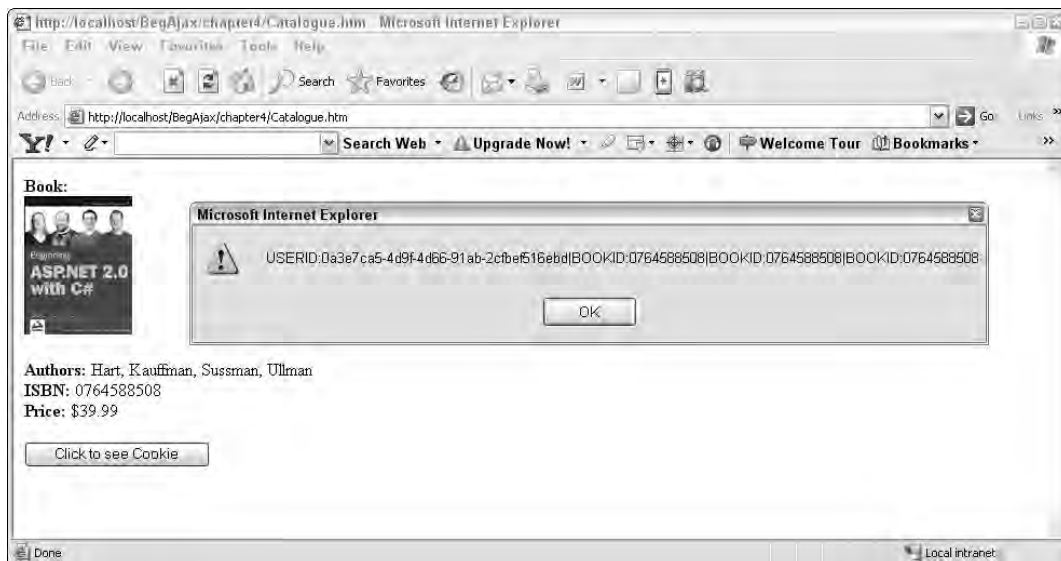 http://localhost/BegAjax/chapter4/Catalogue.htm - Microsoft Internet Explorer
File Edit View Favorites Tools Help
Back Search Favorites
Address http://localhost/BegAjax/chapter4/Catalogue.htm Go Links »
Y! Search Web Upgrade Now! Welcome Tour Bookmarks »
Book:
Beginning
ASP.NET 2.0
with C#
Microsoft Internet Explorer
USERID:0a3e7ca5-4d9f-4d66-91ab-2cfbef516ebd|BOOKID:0764588508|BOOKID:0764588508|BOOKID:0764588508
OK
Authors: Hart, Kauffman, Sussman, Ullman
ISBN: 0764588508
Price: $39.99
Click to see Cookie
Done Local intranet